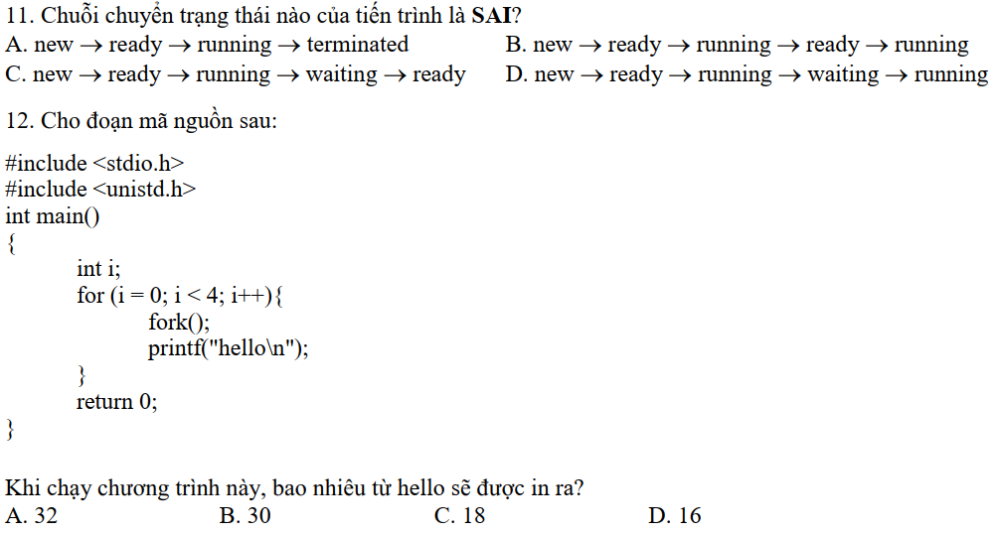 11. Chuỗi chuyển trạng thái nào của tiến trình là SAI?
A. new → ready → running → terminated B. new → ready → running → ready → running
C. new → ready → running → waiting → ready D. new → ready → running → waiting → running
12. Cho đoạn mã nguồn sau:
#include <stdio.h>
#include <unistd.h>
int main()
{
int i;
for (i = 0; i < 4; i++){
fork();
printf("hello\n");
}
return 0;
}
Khi chạy chương trình này, bao nhiêu từ hello sẽ được in ra?
A. 32 B. 30 C. 18 D. 16